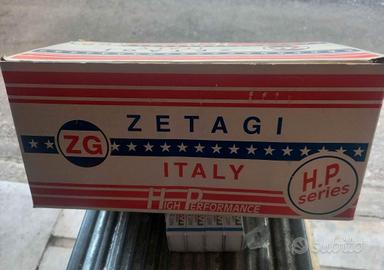 ZETAGI
ZG
ITALY
H.P.
series
HIGH PERFORMANCE
subito